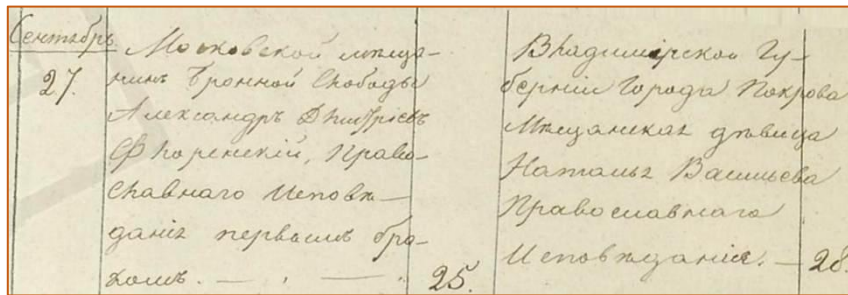 Сентябрь
27.
Московской мѣща-
нинъ Бронной Слободы
Александръ Дмитріевъ
Флоренскій, Право-
славнаго Исповѣ-
данія первымъ бра-
комъ.
25.
Владимірской Гу-
берніи Города Покрова
Мѣщанская дѣвица
Наталья Васильева
Православнаго
Исповѣданія.
28.